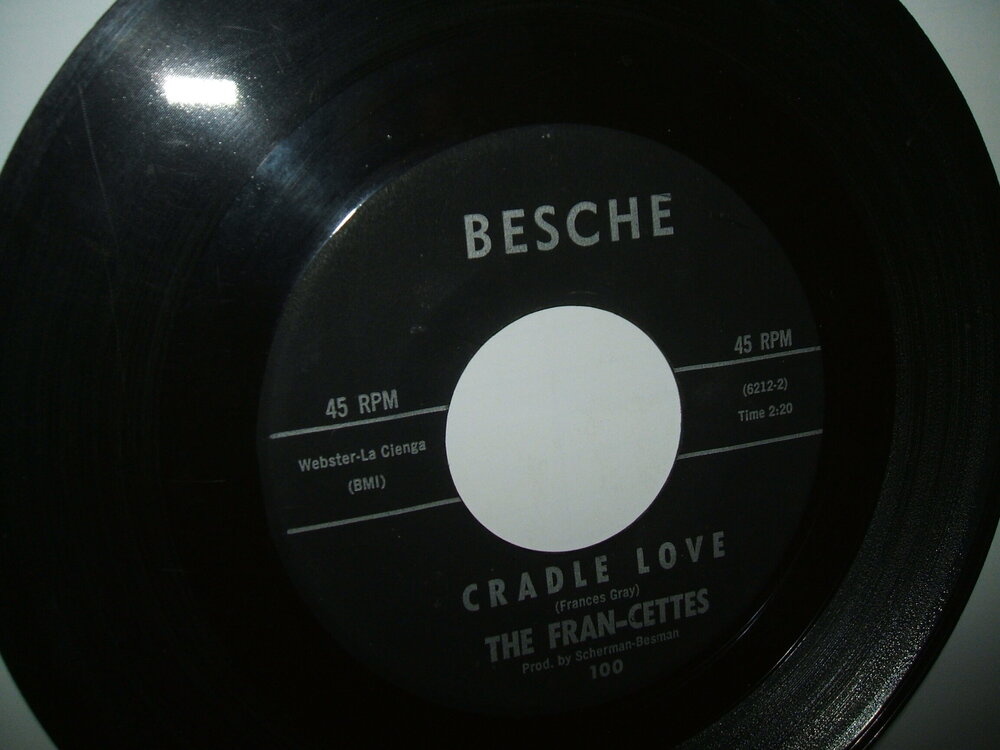 BESCHE
45 RPM
Webster-La Cienga
(BMI)
45 RPM
(6212-2)
Time 2:20
CRADLE LOVE
(Frances Gray)
THE FRAN-CETTES
Prod. by Scherman-Besman
100